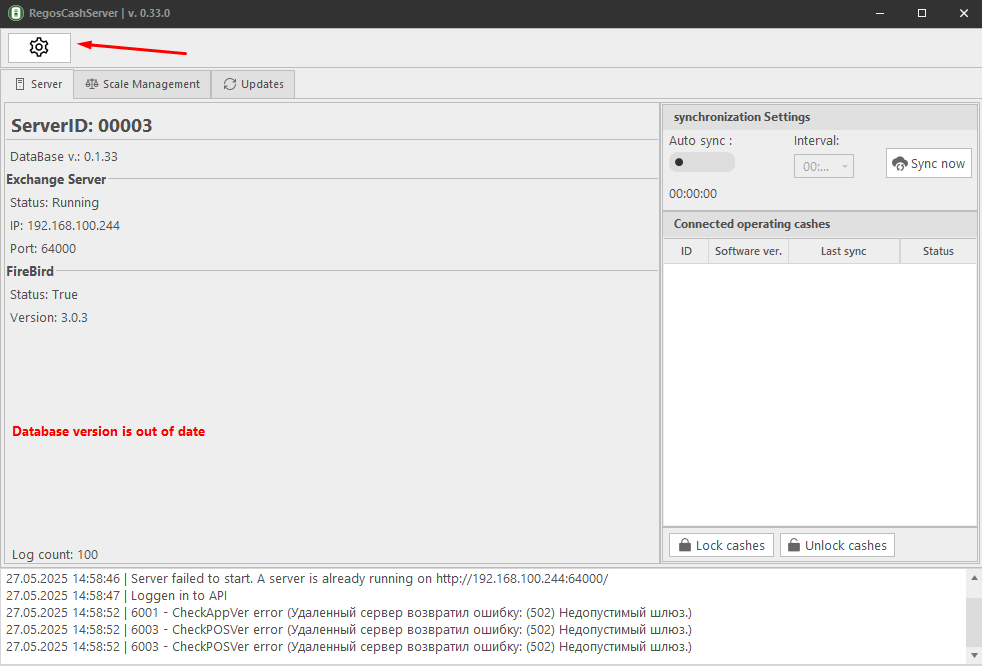 RegosCashServer | v. 0.33.0
Server
Scale Management
Updates
ServerID: 00003
DataBase v.: 0.1.33
Exchange Server
Status: Running
IP: 192.168.100.244
Port: 64000
FireBird
Status: True
Version: 3.0.3
Database version is out of date
Log count: 100
synchronization Settings
Auto sync :
Interval:
00:...
Sync now
00:00:00
Connected operating cashes
ID
Software ver.
Last sync
Status
Lock cashes
Unlock cashes
27.05.2025 14:58:46 | Server failed to start. A server is already running on http://192.168.100.244:64000/
27.05.2025 14:58:47 | Loggen in to API
27.05.2025 14:58:52 | 6001 - CheckAppVer error (Удаленный сервер возвратил ошибку: (502) Недопустимый шлюз.)
27.05.2025 14:58:52 | 6003 - CheckPOSVer error (Удаленный сервер возвратил ошибку: (502) Недопустимый шлюз.)
27.05.2025 14:58:52 | 6003 - CheckPOSVer error (Удаленный сервер возвратил ошибку: (502) Недопустимый шлюз.)